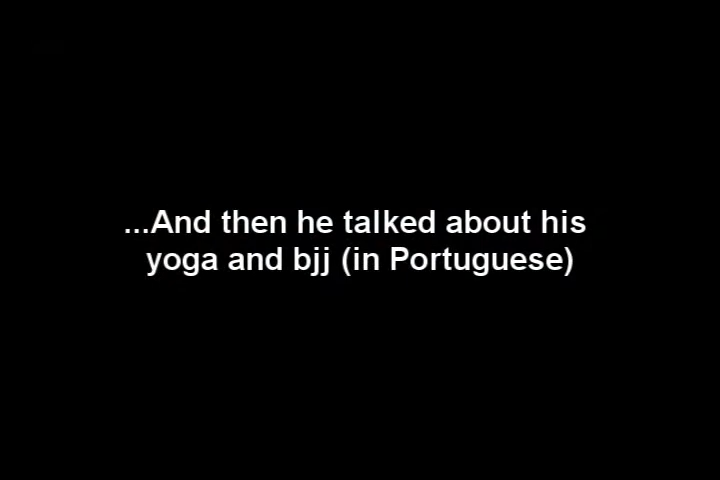 ...And then he talked about his
yoga and bjj (in Portuguese)